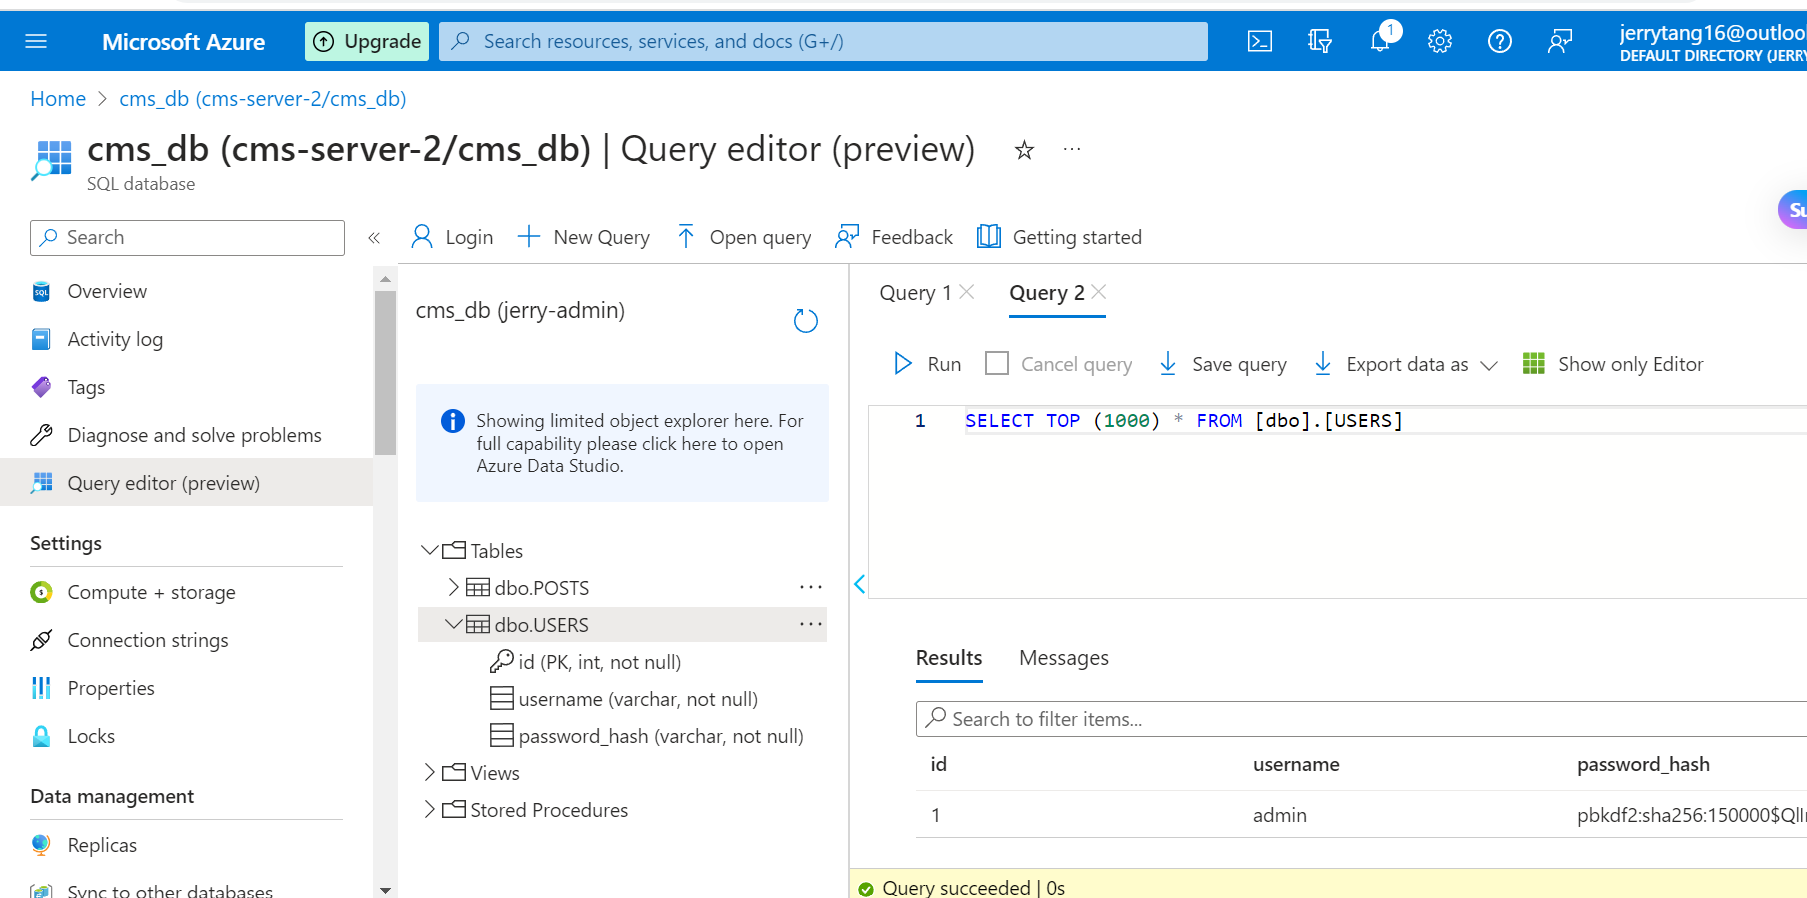 Microsoft Azure
Upgrade
Search resources, services, and docs (G+/)
1
jerrytang16@outloo
DEFAULT DIRECTORY (JERRY
Home > cms_db (cms-server-2/cms_db)
cms_db (cms-server-2/cms_db) | Query editor (preview)
SQL database
Search
Login
New Query
Open query
Feedback
Getting started
Su
Overview
Activity log
Tags
Diagnose and solve problems
Query editor (preview)
Settings
Compute + storage
Connection strings
Properties
Locks
Data management
Replicas
Sync to other databases
cms_db (jerry-admin)
Showing limited object explorer here. For
full capability please click here to open
Azure Data Studio.
Tables
dbo.POSTS
dbo.USERS
id (PK, int, not null)
username (varchar, not null)
password_hash (varchar, not null)
Views
Stored Procedures
Query 1
Query 2
Run
Cancel query
Save query
Export data as
Show only Editor
1 SELECT TOP (1000) * FROM [dbo].[USERS]
Results
Messages
Search to filter items...
id username password_hash
1 admin pbkdf2:sha256:150000$
Query succeeded | 0s